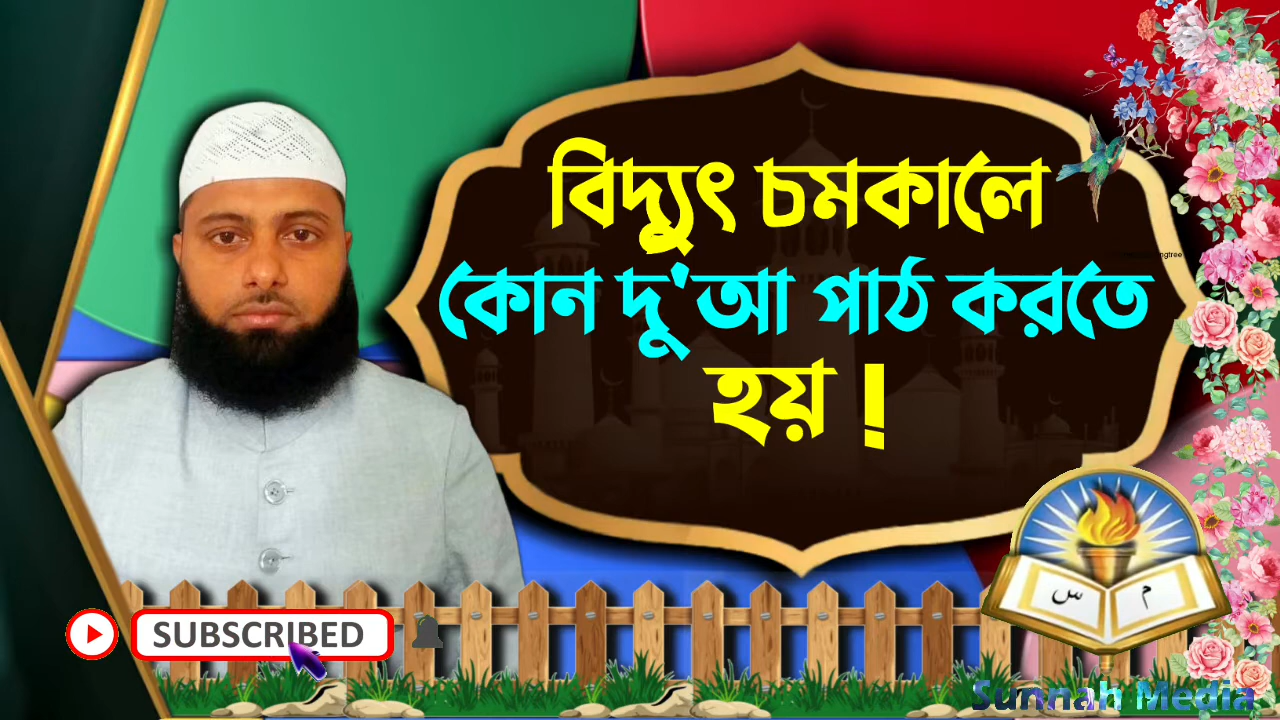 বিদ্যুৎ চমকালে
কোন দু'আ পাঠ করতে
হয় !
SUBSCRIBED
س م
Sunnah Media